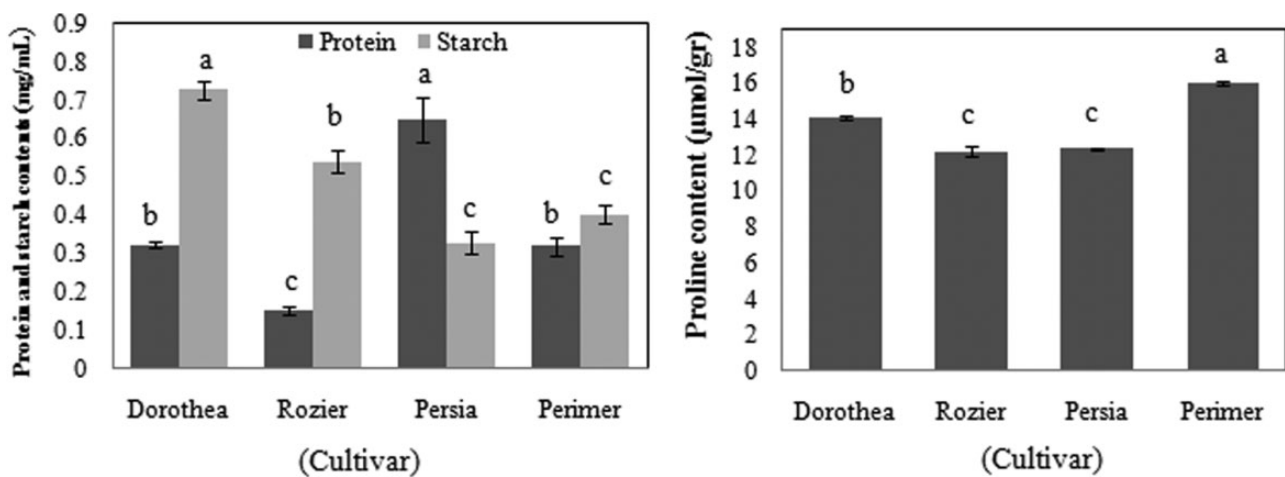 Protein and starch contents (mg/mL)
0.9
0.8
0.7
0.6
0.5
0.4
0.3
0.2
0.1
0
Protein Starch
b a
c b
a c
b c
Dorothea Rozier Persia Perimer
(Cultivar)
Proline content (µmol/gr)
18
16
14
12
10
8
6
4
2
0
b c c a
Dorothea Rozier Persia Perimer
(Cultivar)